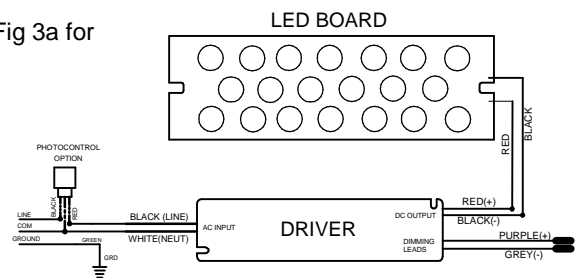 Fig 3a for
LED BOARD
RED
BLACK
PHOTOCONTROL
OPTION
BLACK
RED
LINE
COM
GROUND
GREEN
GRD
BLACK (LINE)
WHITE(NEUT)
AC INPUT
DRIVER
DC OUTPUT
RED(+)
BLACK(-)
DIMMING
LEADS
PURPLE(+)
GREY(-)